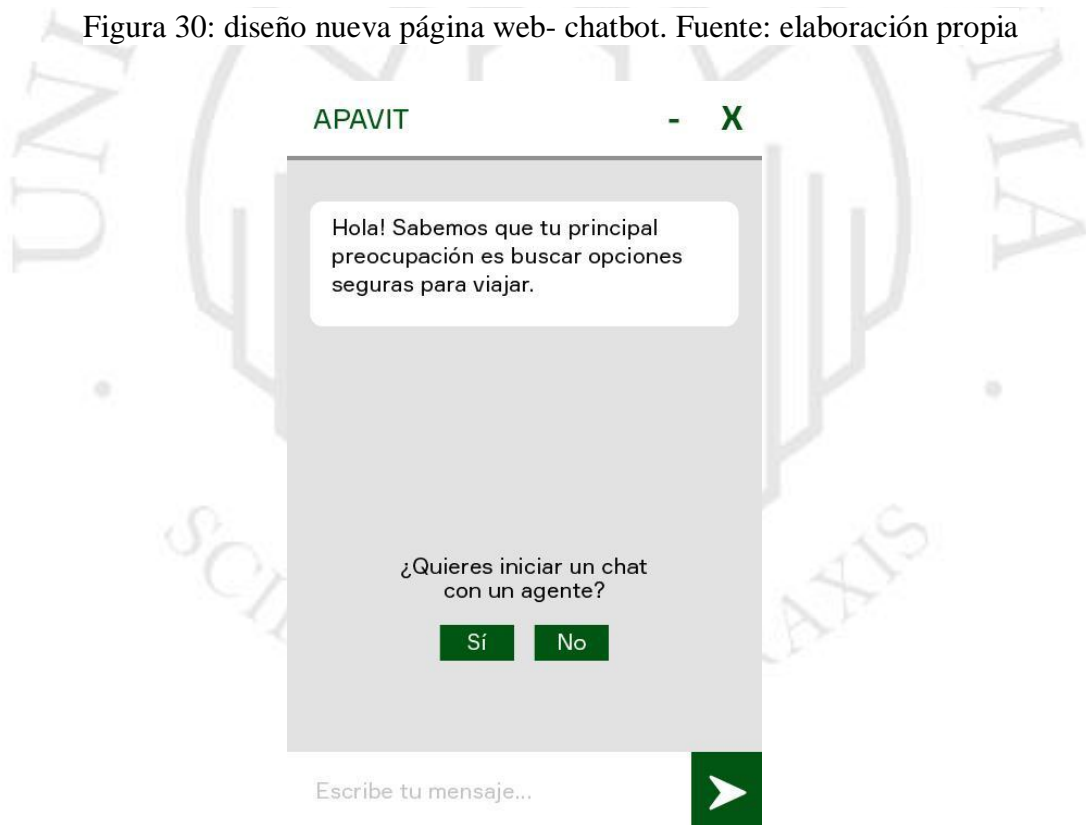 Figura 30: diseño nueva página web- chatbot. Fuente: elaboración propia
APAVIT - X
Hola! Sabemos que tu principal
preocupación es buscar opciones
seguras para viajar.
¿Quieres iniciar un chat
con un agente?
Sí No
Escribe tu mensaje...